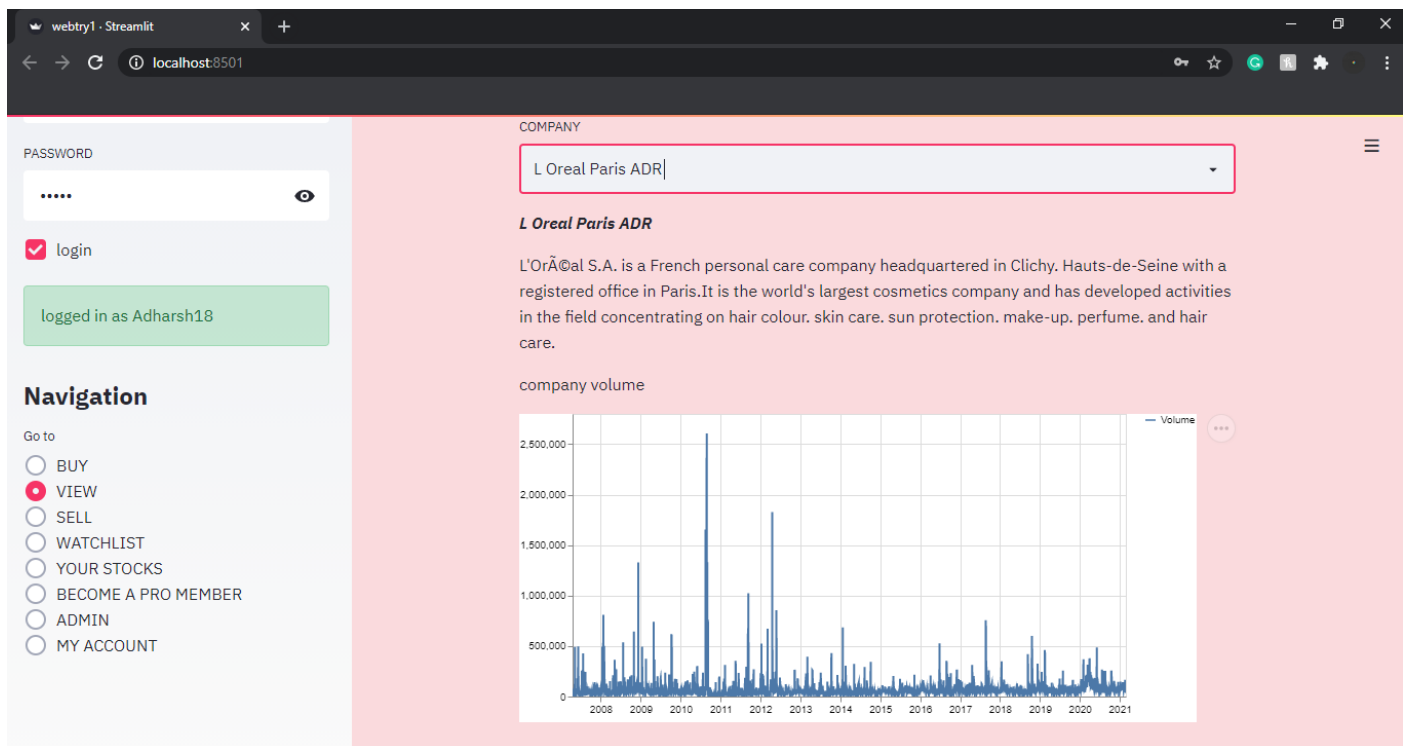 webtry1 · Streamlit
localhost:8501
PASSWORD
•••••
login
logged in as Adharsh18
Navigation
Go to
BUY
VIEW
SELL
WATCHLIST
YOUR STOCKS
BECOME A PRO MEMBER
ADMIN
MY ACCOUNT
COMPANY
L Oreal Paris ADR
L Oreal Paris ADR
L'OrÃ©al S.A. is a French personal care company headquartered in Clichy. Hauts-de-Seine with a
registered office in Paris.It is the world's largest cosmetics company and has developed activities
in the field concentrating on hair colour. skin care. sun protection. make-up. perfume. and hair
care.
company volume
Volume
2,500,000
2,000,000
1,500,000
1,000,000
500,000
0
2008 2009 2010 2011 2012 2013 2014 2015 2016 2017 2018 2019 2020 2021